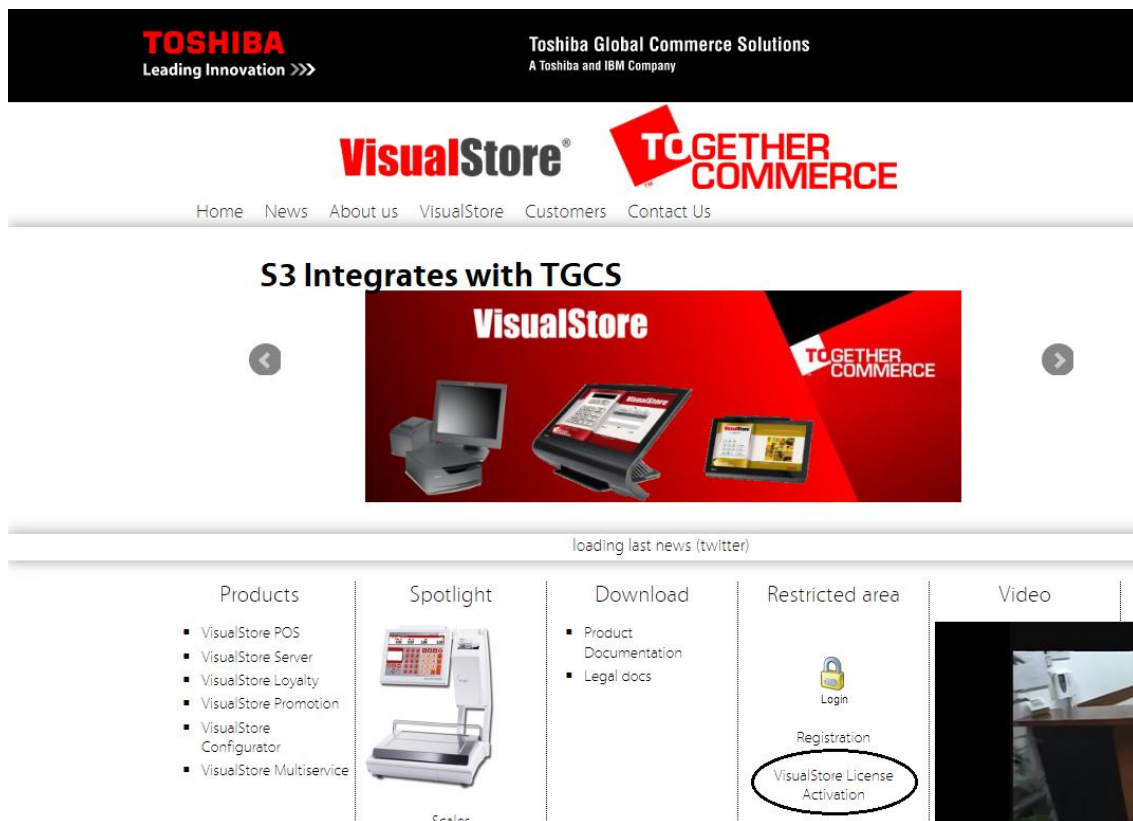 TOSHIBA
Leading Innovation >>>
Toshiba Global Commerce Solutions
A Toshiba and IBM Company
VisualStore®
TOGETHER
COMMERCE
™
Home News About us VisualStore Customers Contact Us
S3 Integrates with TGCS
VisualStore
TOGETHER
COMMERCE
loading last news (twitter)
Products
VisualStore POS
VisualStore Server
VisualStore Loyalty
VisualStore Promotion
VisualStore
Configurator
VisualStore Multiservice
Spotlight
Scales
Download
Product
Documentation
Legal docs
Restricted area
Login
Registration
VisualStore License
Activation
Video